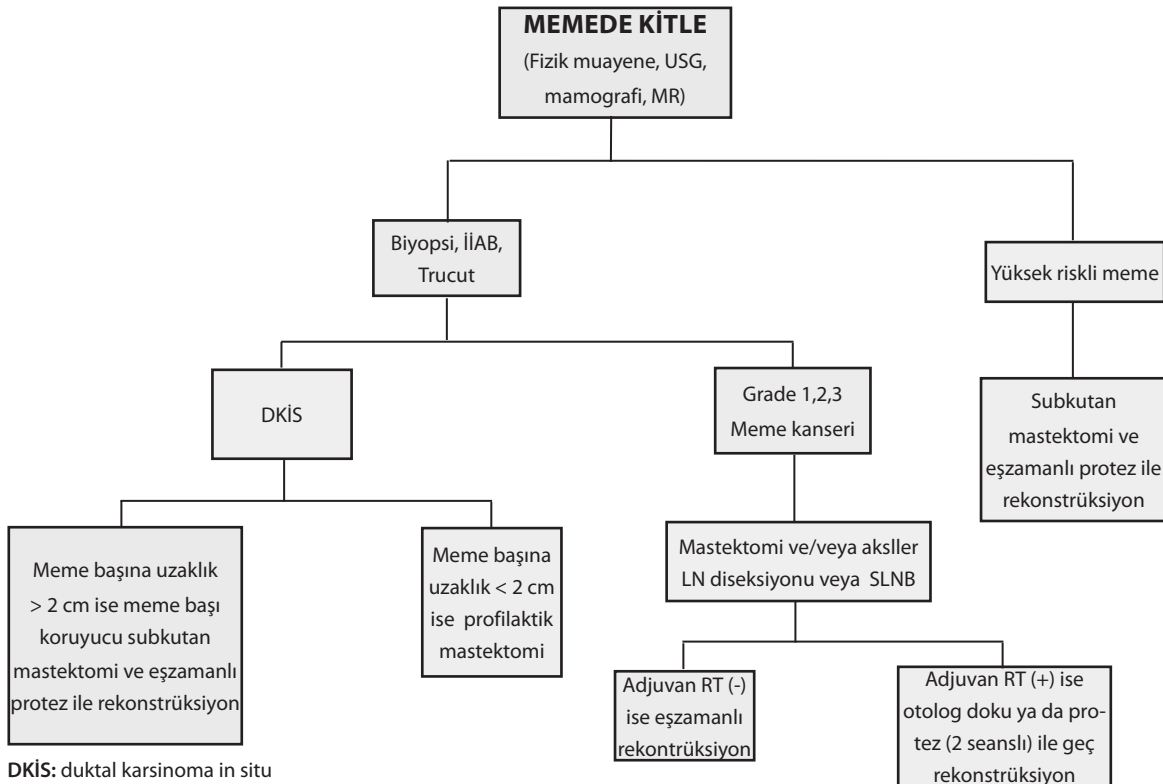 MEMEDE KİTLE
(Fizik muayene, USG,
mamografi, MR)
Biyopsi, İİAB,
Trucut
Yüksek riskli meme
DKİS
Grade 1,2,3
Meme kanseri
Subkutan
mastektomi ve
eşzamanlı protez ile
rekonstrüksiyon
Meme başına uzaklık
> 2 cm ise meme başı
koruyucu subkutan
mastektomi ve eşzamanlı
protez ile rekonstrüksiyon
Meme başına
uzaklık < 2 cm
ise profilaktik
mastektomi
Mastektomi ve/veya aksller
LN diseksiyonu veya SLNB
Adjuvan RT (-)
ise eşzamanlı
rekontrüksiyon
Adjuvan RT (+) ise
otolog doku ya da pro-
tez (2 seanslı) ile geç
rekonstrüksiyon
DKİS: duktal karsinoma in situ